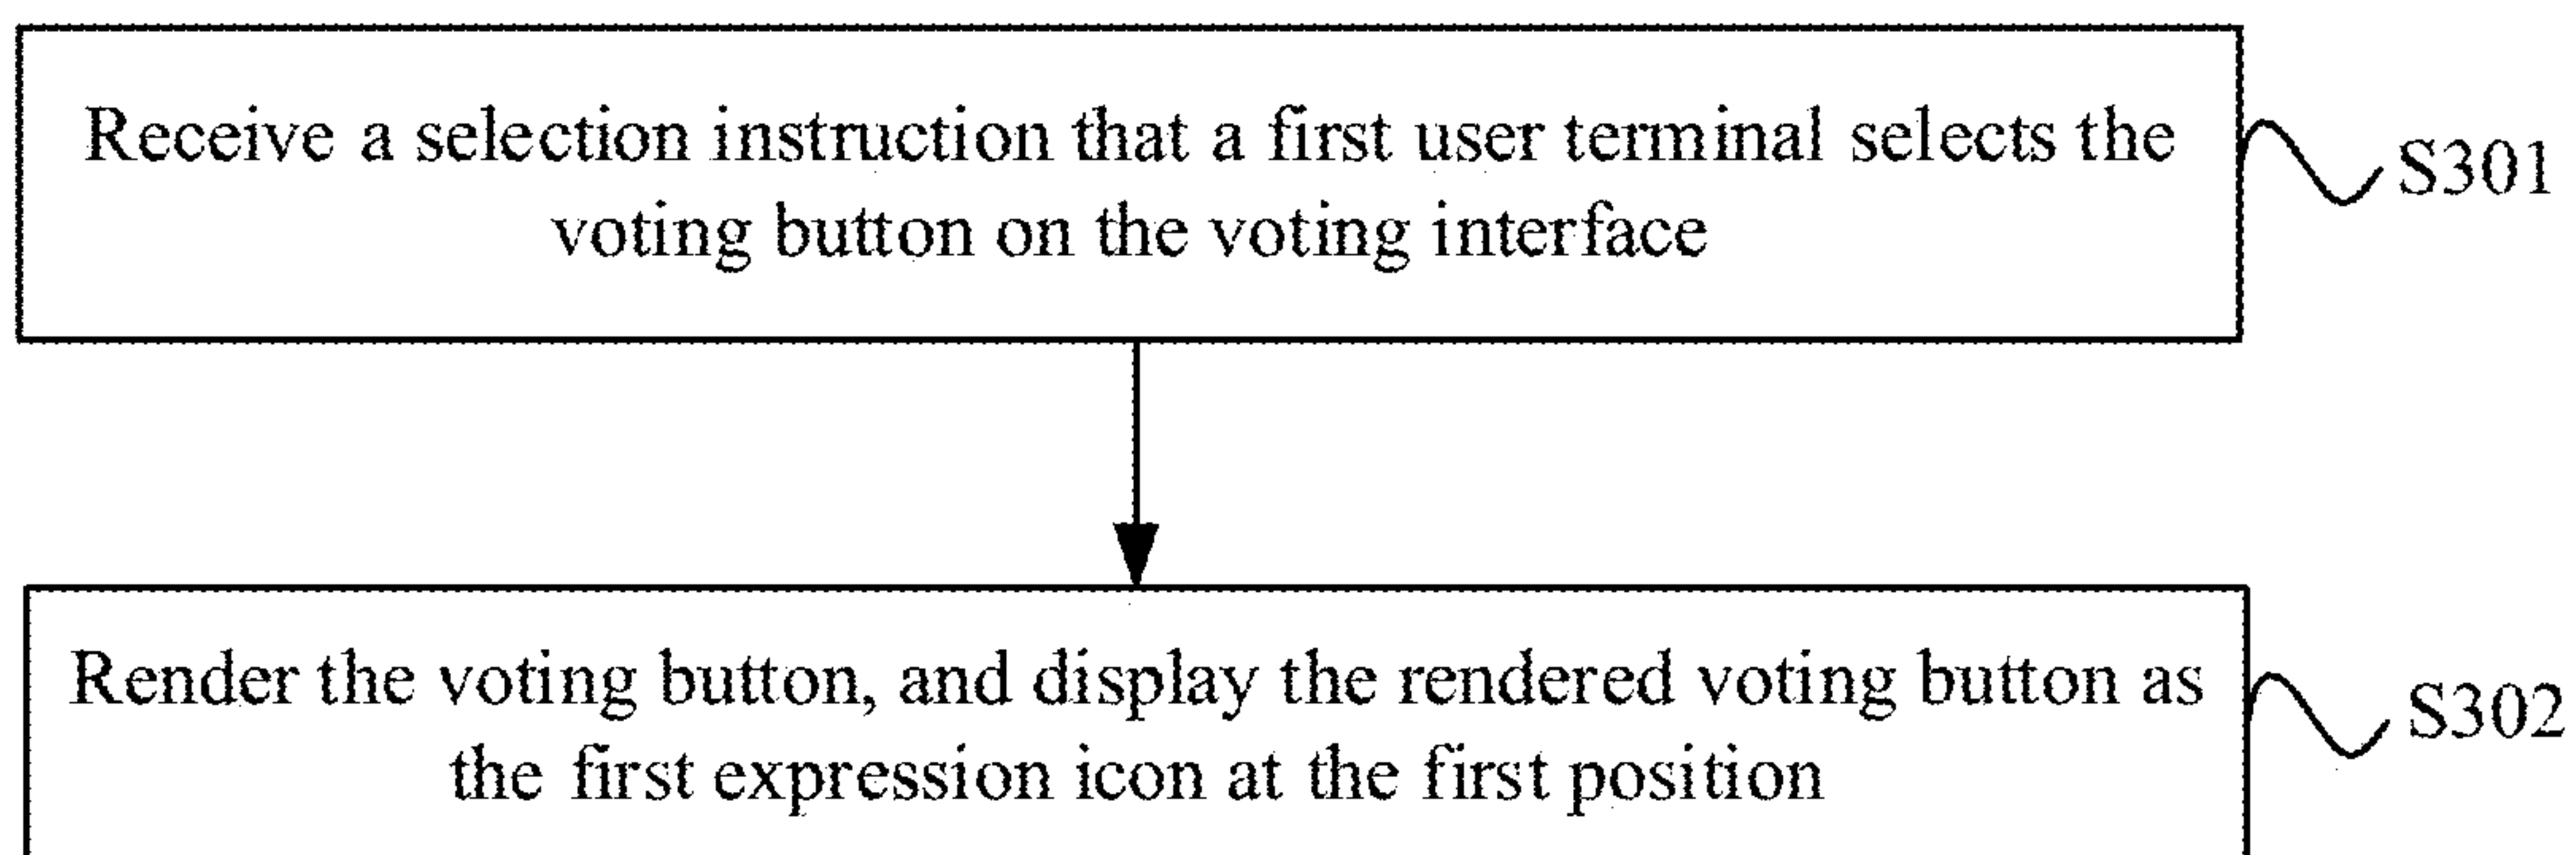 Receive a selection instruction that a first user terminal selects the
voting button on the voting interface
S301
Render the voting button, and display the rendered voting button as
the first expression icon at the first position
S302